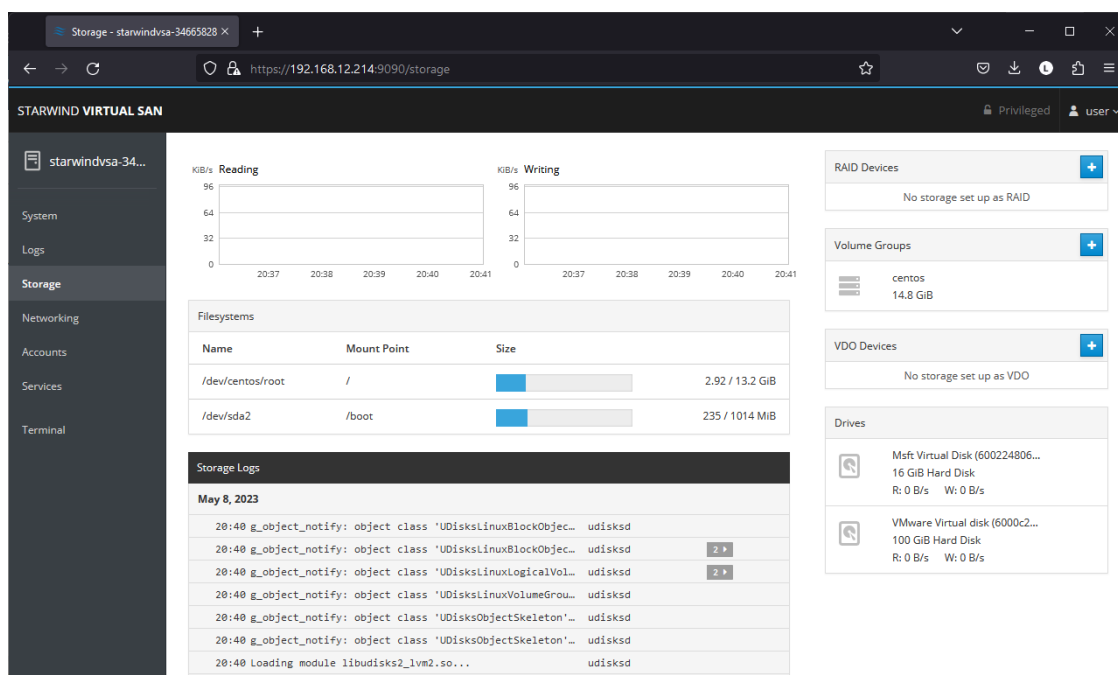 Storage - starwindvsa-34665828
https://192.168.12.214:9090/storage
STARWIND VIRTUAL SAN
Privileged
user
starwindvsa-34...
System
Logs
Storage
Networking
Accounts
Services
Terminal
KiB/s Reading
96
64
32
0
20:37 20:38 20:39 20:40 20:41
KiB/s Writing
96
64
32
0
20:37 20:38 20:39 20:40 20:41
Filesystems
Name Mount Point Size
/dev/centos/root / 2.92 / 13.2 GiB
/dev/sda2 /boot 235 / 1014 MiB
Storage Logs
May 8, 2023
20:40 g_object_notify: object class 'UDisksLinuxBlockObjec… udisksd
20:40 g_object_notify: object class 'UDisksLinuxBlockObjec… udisksd 2
20:40 g_object_notify: object class 'UDisksLinuxLogicalVol… udisksd 2
20:40 g_object_notify: object class 'UDisksLinuxVolumeGrou… udisksd
20:40 g_object_notify: object class 'UDisksObjectSkeleton'… udisksd
20:40 g_object_notify: object class 'UDisksObjectSkeleton'… udisksd
20:40 Loading module libudisks2_lvm2.so... udisksd
RAID Devices
No storage set up as RAID
Volume Groups
centos
14.8 GiB
VDO Devices
No storage set up as VDO
Drives
Msft Virtual Disk (600224806...
16 GiB Hard Disk
R: 0 B/s W: 0 B/s
VMware Virtual disk (6000c2...
100 GiB Hard Disk
R: 0 B/s W: 0 B/s